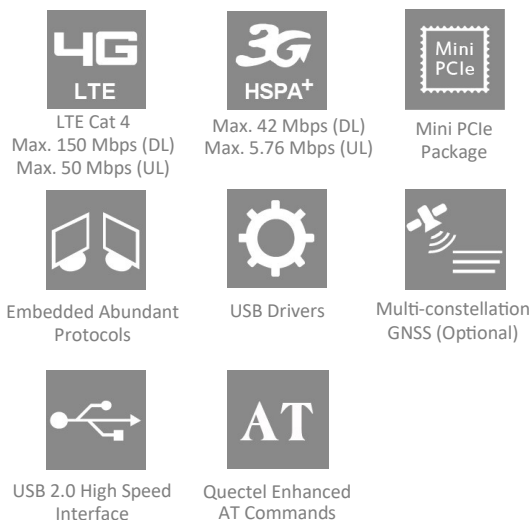 4G
LTE
LTE Cat 4
Max. 150 Mbps (DL)
Max. 50 Mbps (UL)
3G
HSPA+
Max. 42 Mbps (DL)
Max. 5.76 Mbps (UL)
Mini
PCIe
Mini PCIe
Package
Embedded Abundant
Protocols
USB Drivers
Multi-constellation
GNSS (Optional)
USB 2.0 High Speed
Interface
AT
Quectel Enhanced
AT Commands